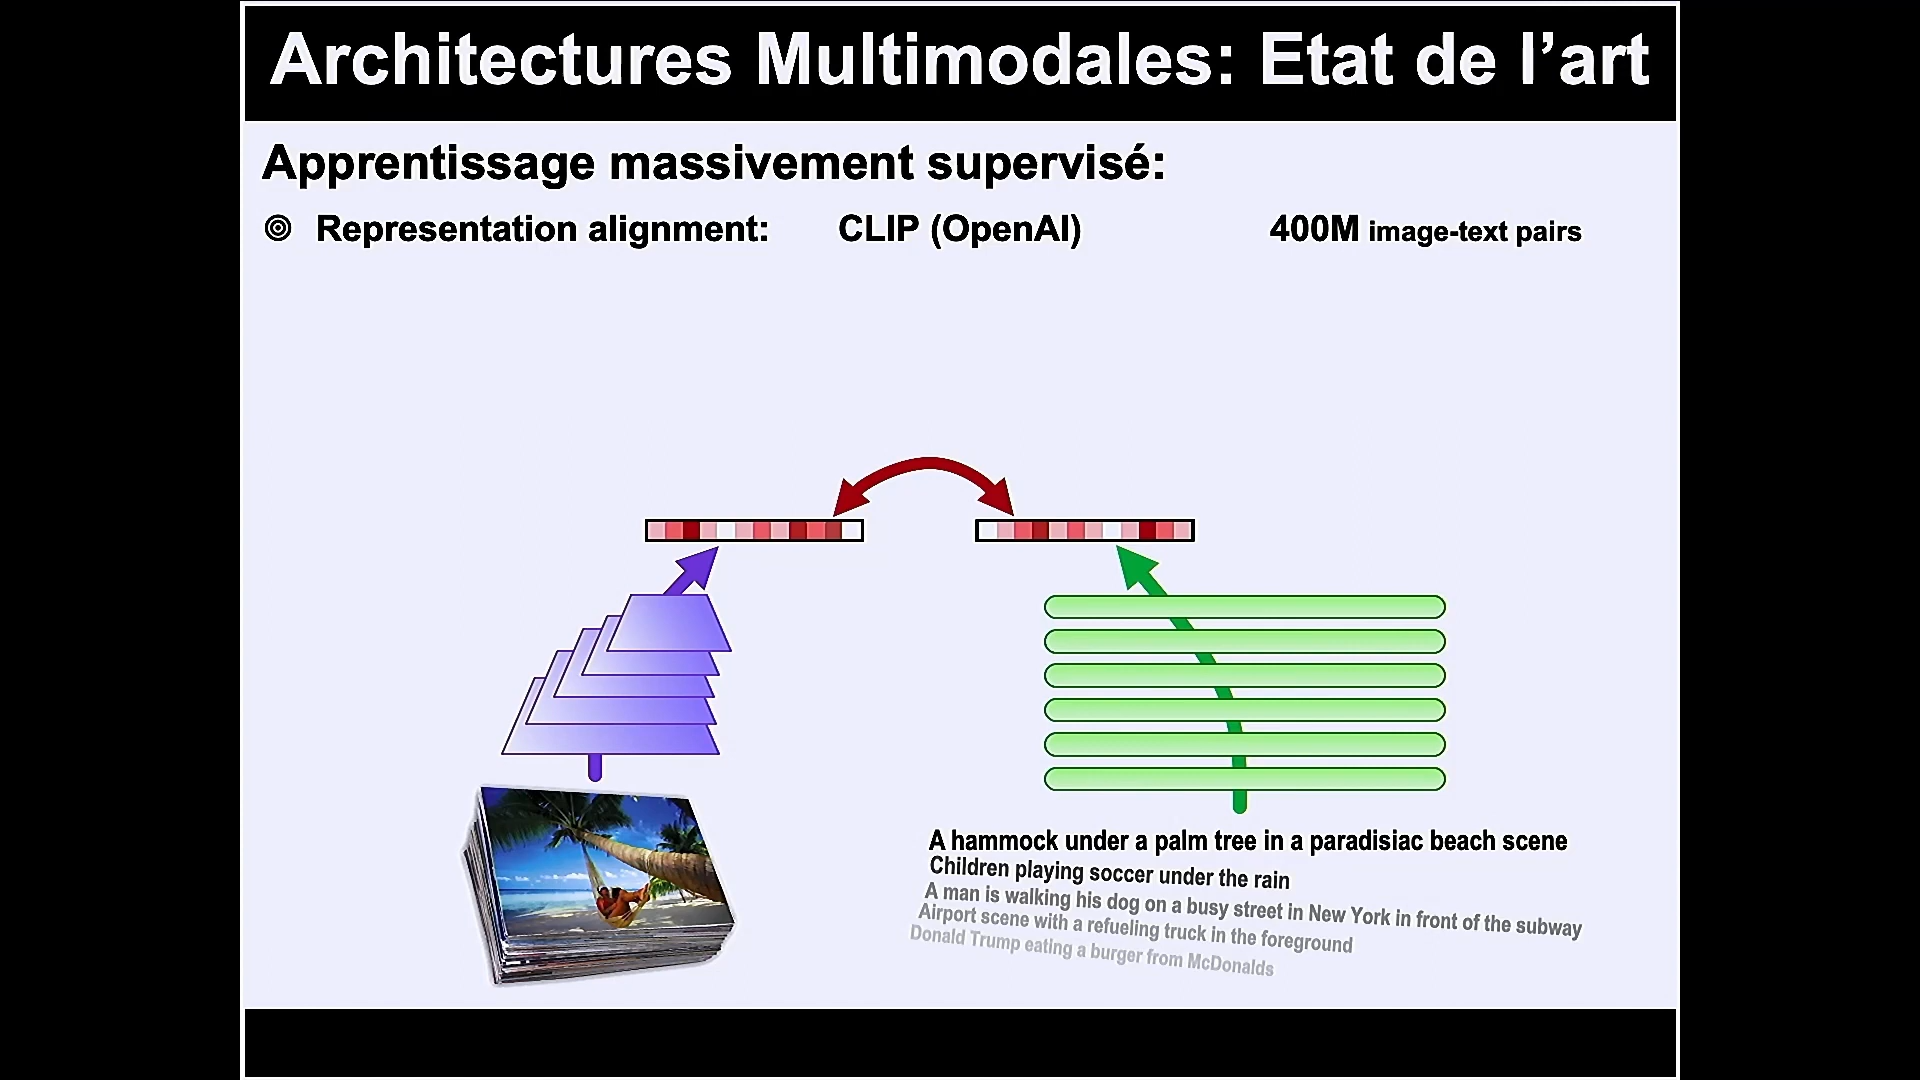 Architectures Multimodales: Etat de l’art
Apprentissage massivement supervisé:
Representation alignment: CLIP (OpenAI) 400M image-text pairs
A hammock under a palm tree in a paradisiac beach scene
Children playing soccer under the rain
A man is walking his dog on a busy street in New York in front of the subway
Airport scene with a refueling truck in the foreground
Donald Trump eating a burger from McDonalds